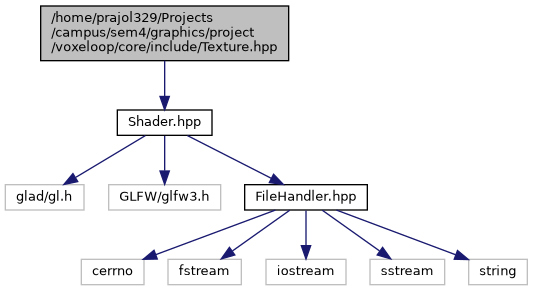 /home/prajol329/Projects
/campus/sem4/graphics/project
/voxeloop/core/include/Texture.hpp
Shader.hpp
glad/gl.h
GLFW/glfw3.h
FileHandler.hpp
cerrno
fstream
iostream
sstream
string